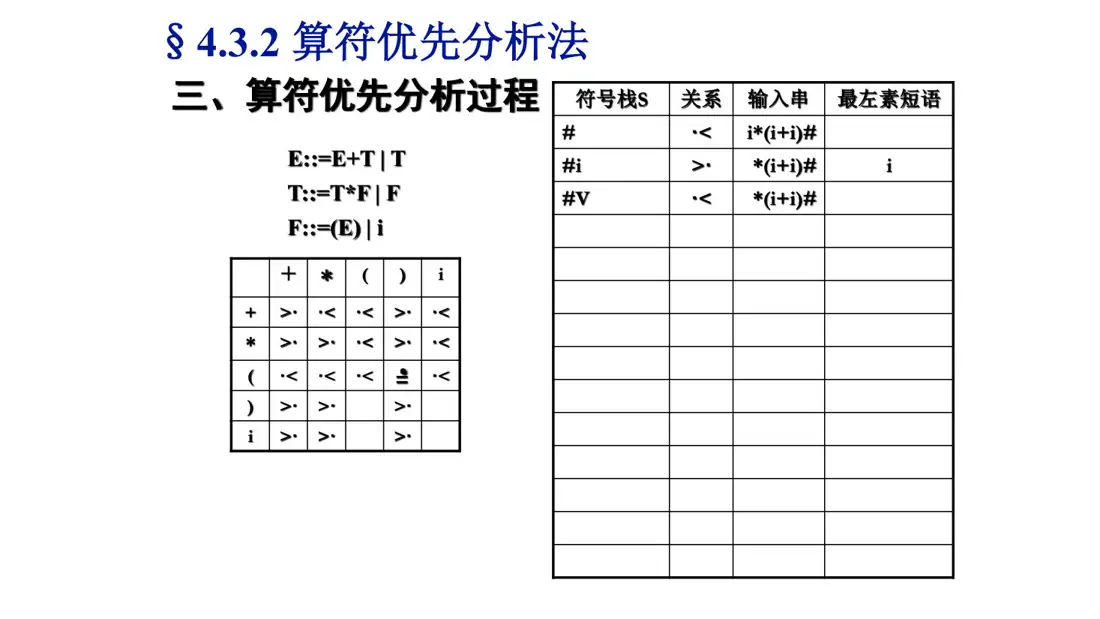 § 4.3.2 算符优先分析法
三、算符优先分析过程
E::=E+T | T
T::=T*F | F
F::=(E) | i
+ * ( ) i
+ >· ·< ·< >· ·<
* >· >· ·< >· ·<
( ·< ·< ·< ≗ ·<
) >· >· >·
i >· >· >·
符号栈S 关系 输入串 最左素短语
# ·< i*(i+i)#
#i >· *(i+i)# i
#V ·< *(i+i)#